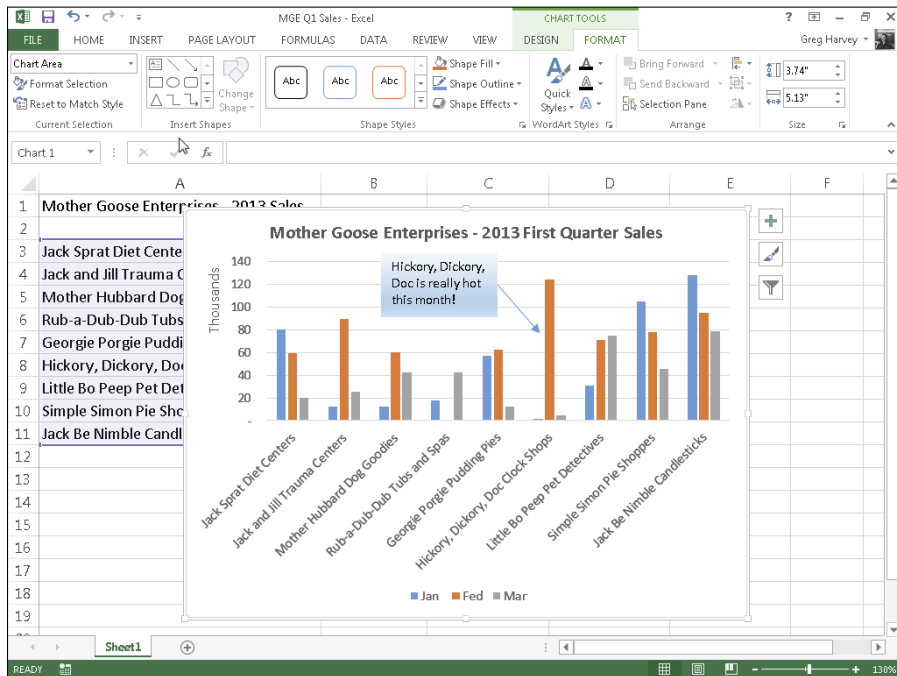 MGE Q1 Sales - Excel
CHART TOOLS
?
FILE HOME INSERT PAGE LAYOUT FORMULAS DATA REVIEW VIEW DESIGN FORMAT Greg Harvey
Chart Area
Format Selection
Reset to Match Style
Current Selection
Change
Shape
Insert Shapes
Abc Abc Abc
Shape Fill
Shape Outline
Shape Effects
Shape Styles
Quick
Styles
WordArt Styles
Bring Forward
Send Backward
Selection Pane
Arrange
3.74"
5.13"
Size
Chart 1
fx
A B C D E F
1 Mother Goose Enterprises - 2013 Sales
2
3 Jack Sprat Diet Cente
4 Jack and Jill Trauma C
5 Mother Hubbard Dog
6 Rub-a-Dub-Dub Tubs
7 Georgie Porgie Puddi
8 Hickory, Dickory, Do
9 Little Bo Peep Pet Det
10 Simple Simon Pie Sho
11 Jack Be Nimble Candl
12
13
14
15
16
17
18
19
Mother Goose Enterprises - 2013 First Quarter Sales
Thousands
140
120
100
80
60
40
20
-
Hickory, Dickory,
Doc is really hot
this month!
Jack Sprat Diet Centers
Jack and Jill Trauma Centers
Mother Hubbard Dog Goodies
Rub-a-Dub-Dub Tubs and Spas
Georgie Porgie Pudding Pies
Hickory, Dickory, Doc Clock Shops
Little Bo Peep Pet Detectives
Simple Simon Pie Shoppes
Jack Be Nimble Candlesticks
Jan Fed Mar
Sheet1
READY
130%